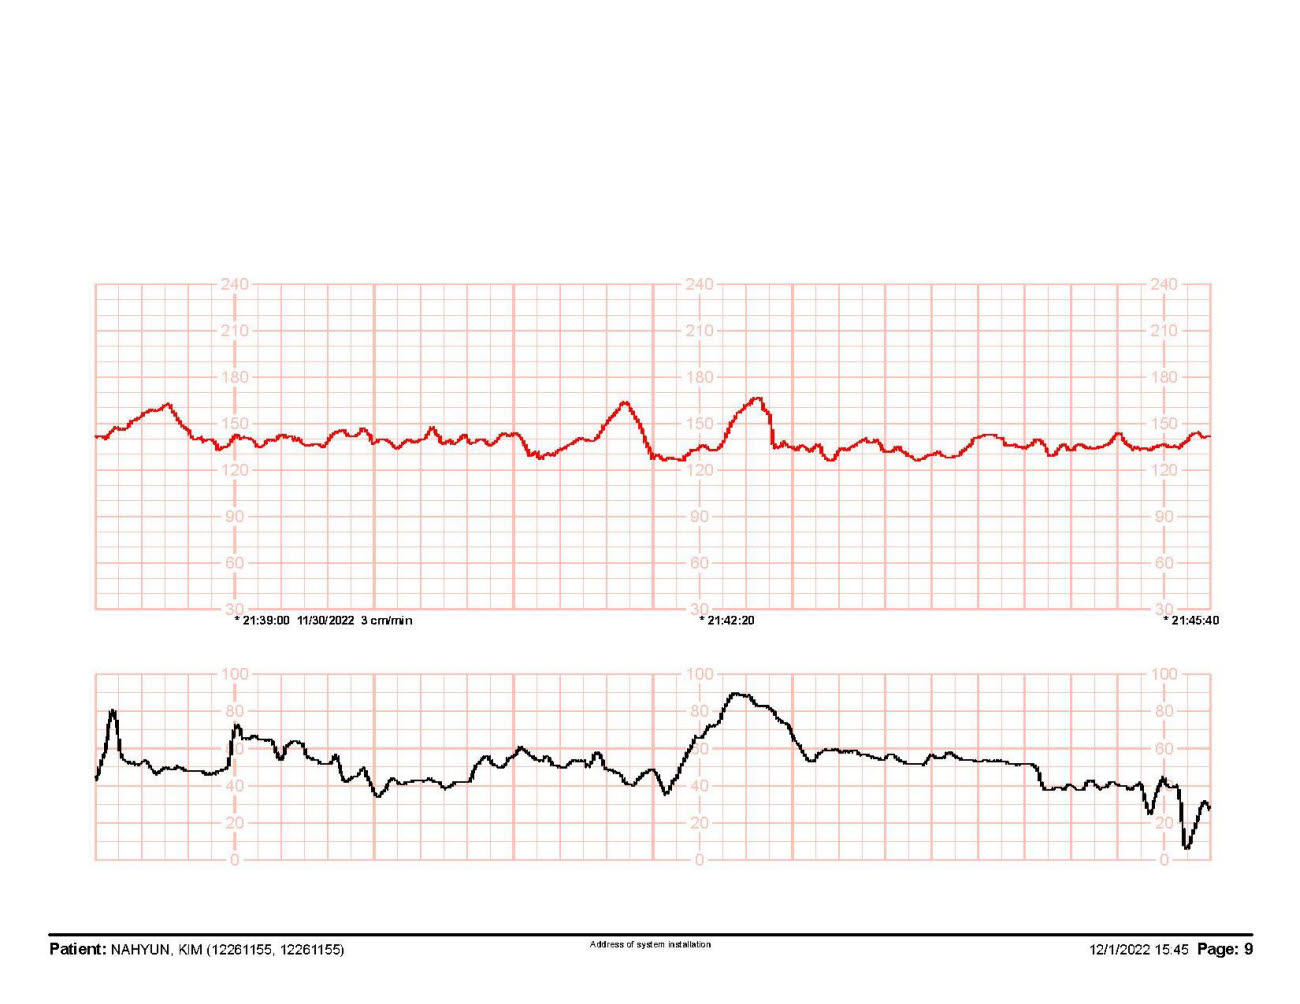 240 240 240
210 210 210
180 180 180
150 150 150
120 120 120
90 90 90
60 60 60
30 30 30
* 21:39:00 11/30/2022 3 cm/min * 21:42:20 * 21:45:40
100 100 100
80 80 80
60 60 60
40 40 40
20 20 20
0 0 0
Patient: NAHYUN, KIM (12261155, 12261155) Address of system installation 12/1/2022 15:45 Page: 9